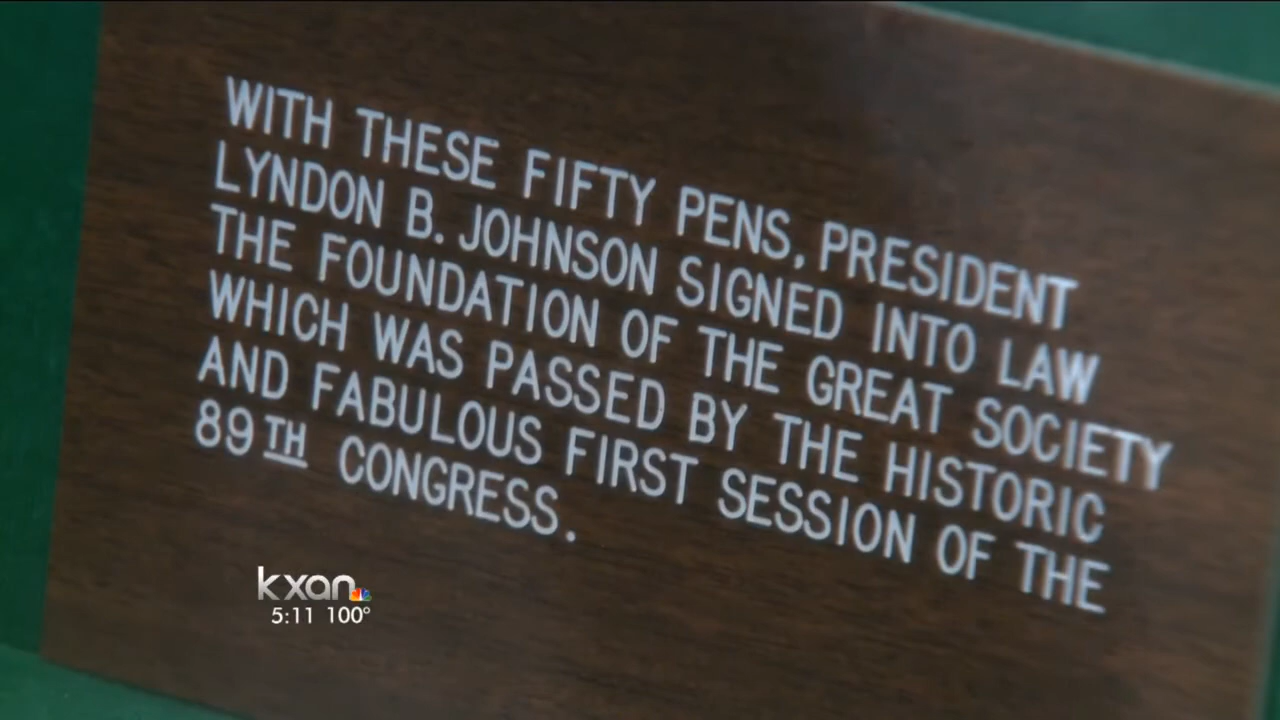 WITH THESE FIFTY PENS, PRESIDENT
LYNDON B. JOHNSON SIGNED INTO LAW
THE FOUNDATION OF THE GREAT SOCIETY
WHICH WAS PASSED BY THE HISTORIC
AND FABULOUS FIRST SESSION OF THE
89TH CONGRESS.
kxan
5:11 100°